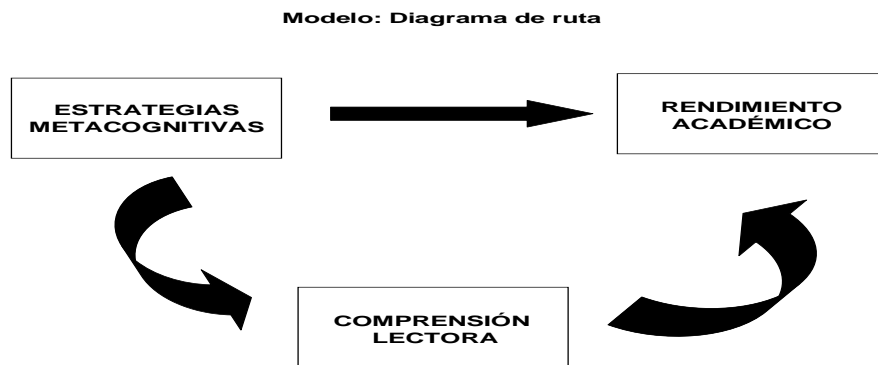 Modelo: Diagrama de ruta
ESTRATEGIAS
METACOGNITIVAS
RENDIMIENTO
ACADÉMICO
COMPRENSIÓN
LECTORA